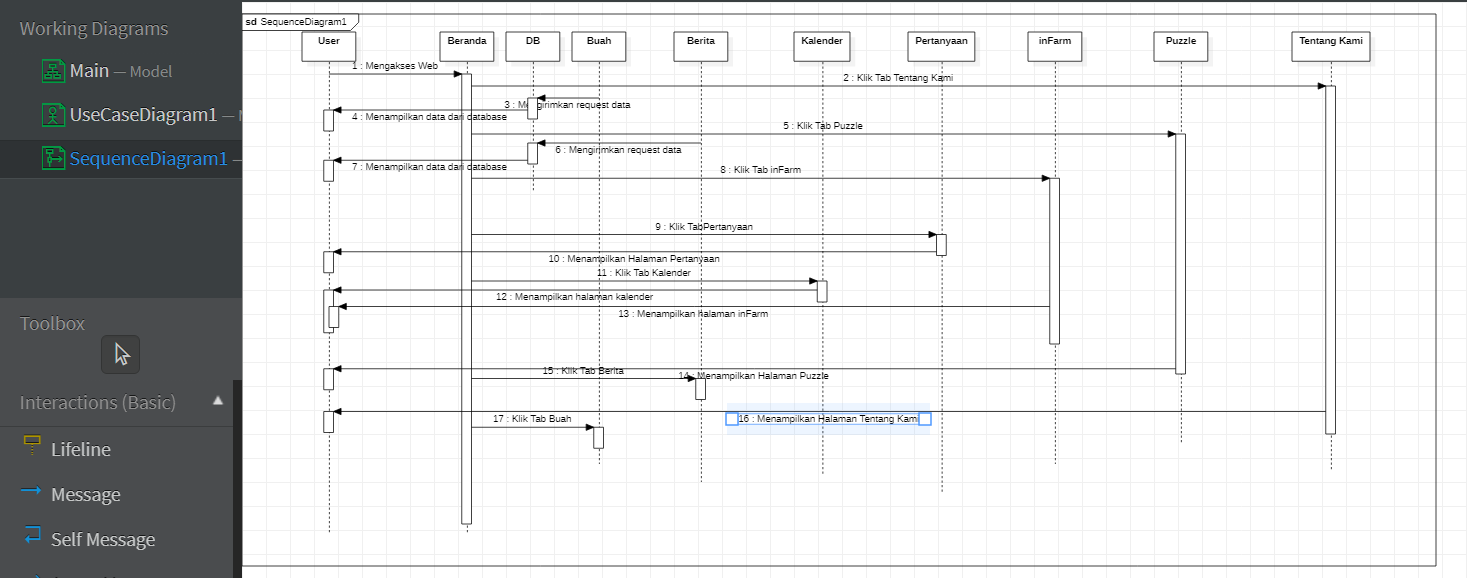 Working Diagrams
Main — Model
UseCaseDiagram1 —
SequenceDiagram1 —
Toolbox
Interactions (Basic)
Lifeline
Message
Self Message
sd SequenceDiagram1
User
Beranda
DB
Buah
Berita
Kalender
Pertanyaan
inFarm
Puzzle
Tentang Kami
1 : Mengakses Web
2 : Klik Tab Tentang Kami
3 : Mengirimkan request data
4 : Menampilkan data dari database
5 : Klik Tab Puzzle
6 : Mengirimkan request data
7 : Menampilkan data dari database
8 : Klik Tab inFarm
9 : Klik TabPertanyaan
10 : Menampilkan Halaman Pertanyaan
11 : Klik Tab Kalender
12 : Menampilkan halaman kalender
13 : Menampilkan halaman inFarm
15 : Klik Tab Berita
14 : Menampilkan Halaman Puzzle
17 : Klik Tab Buah
16 : Menampilkan Halaman Tentang Kami